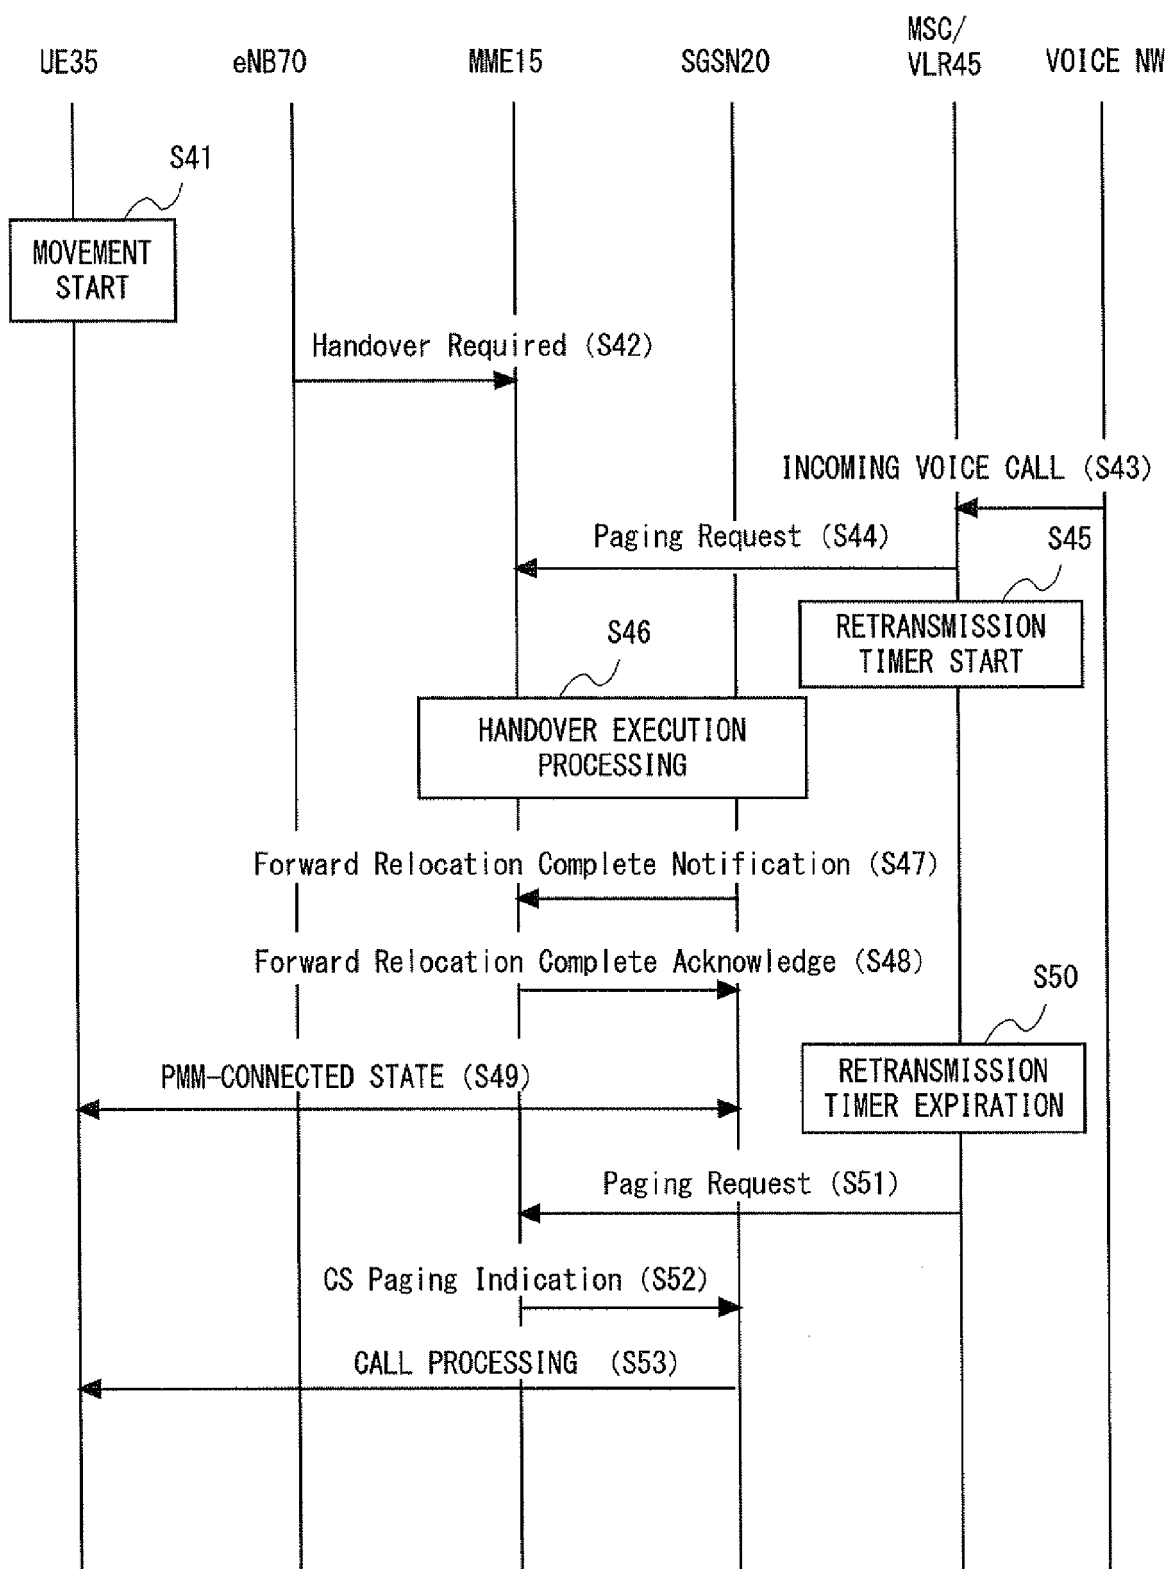 UE35
eNB70
MME15
SGSN20
MSC/
VLR45
VOICE NW
S41
MOVEMENT
START
Handover Required (S42)
INCOMING VOICE CALL (S43)
Paging Request (S44)
S45
RETRANSMISSION
TIMER START
S46
HANDOVER EXECUTION
PROCESSING
Forward Relocation Complete Notification (S47)
Forward Relocation Complete Acknowledge (S48)
S50
RETRANSMISSION
TIMER EXPIRATION
PMM-CONNECTED STATE (S49)
Paging Request (S51)
CS Paging Indication (S52)
CALL PROCESSING (S53)